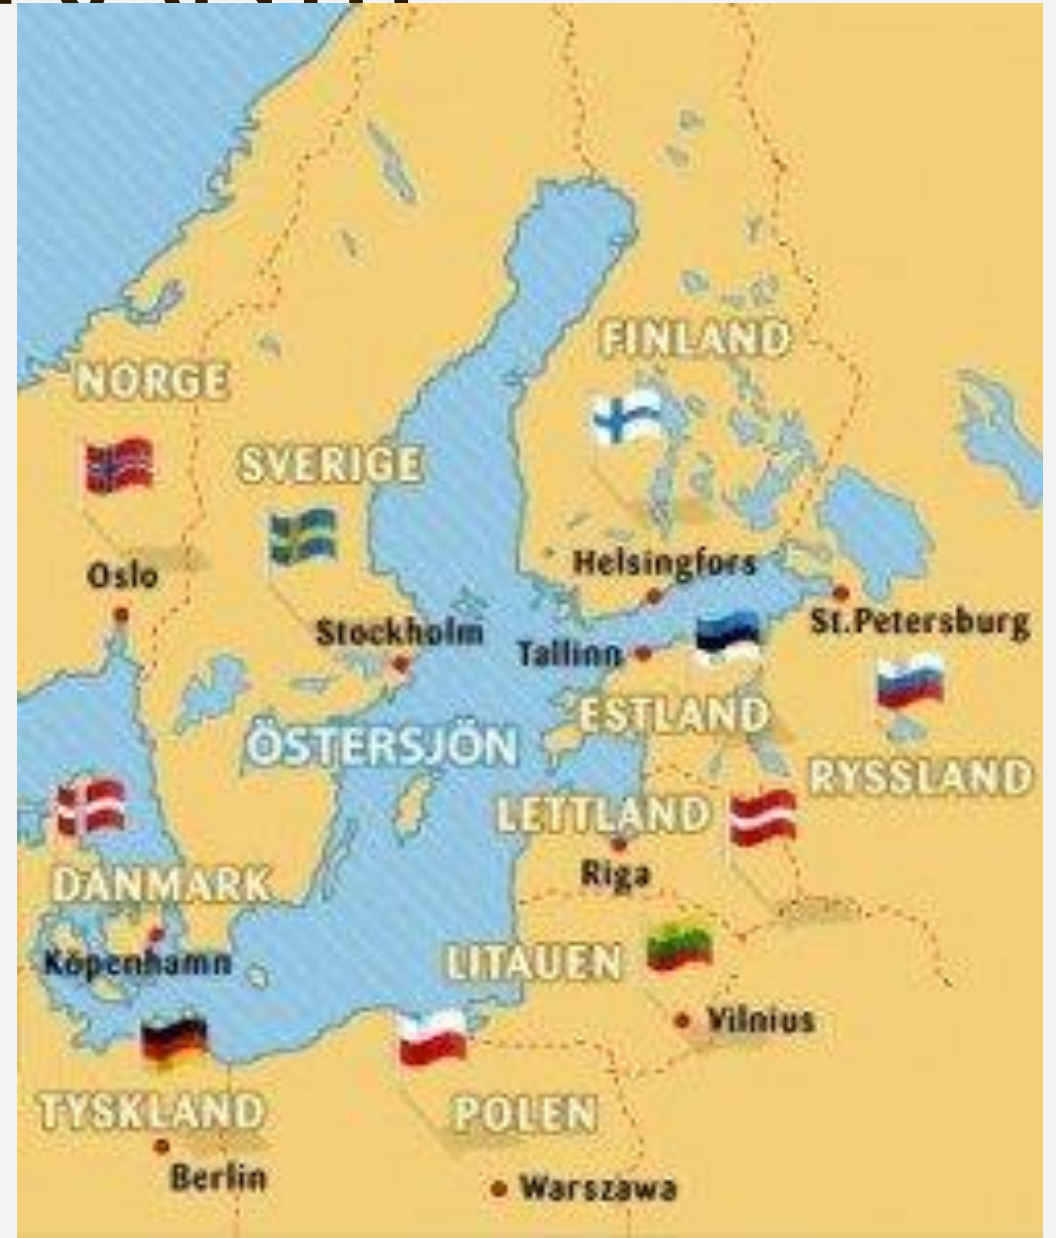 FINLAND
NORGE
SVERIGE
Helsingfors
Oslo
St.Petersburg
Stockholm
Tallinn
ESTLAND
ÖSTERSJÖN
RYSSLAND
LETTLAND
Riga
DANMARK
Köpenhamn
LITAUEN
Vilnius
TYSKLAND
POLEN
Berlin
Warszawa